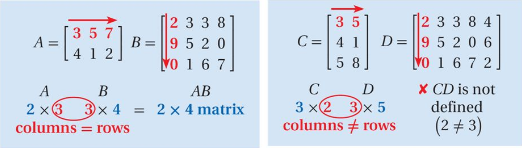 A = [3 5 7
4 1 2] B = [2 3 3 8
9 5 2 0
0 1 6 7]
A B AB
2 × 3 3 × 4 = 2 × 4 matrix
columns = rows
C = [3 5
4 1
5 8] D = [2 3 3 8 4
9 5 2 0 6
0 1 6 7 2]
C D ✘ CD is not
3 × 2 3 × 5 defined
columns ≠ rows (2 ≠ 3)